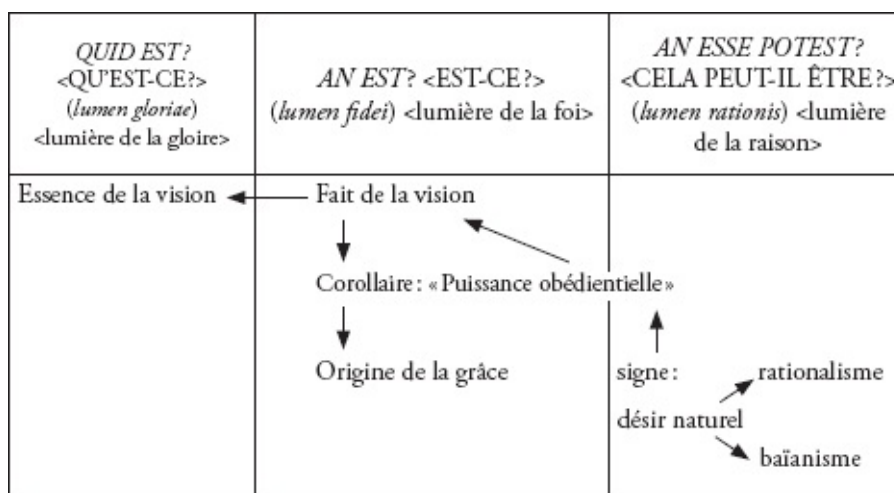 QUID EST?
<QU'EST-CE?>
(lumen gloriae)
<lumière de la gloire>
AN EST? <EST-CE?>
(lumen fidei) <lumière de la foi>
AN ESSE POTEST?
<CELA PEUT-IL ÊTRE?>
(lumen rationis) <lumière
de la raison>
Essence de la vision
Fait de la vision
Corollaire: «Puissance obédientielle»
Origine de la grâce
signe:
désir naturel
rationalisme
baïanisme